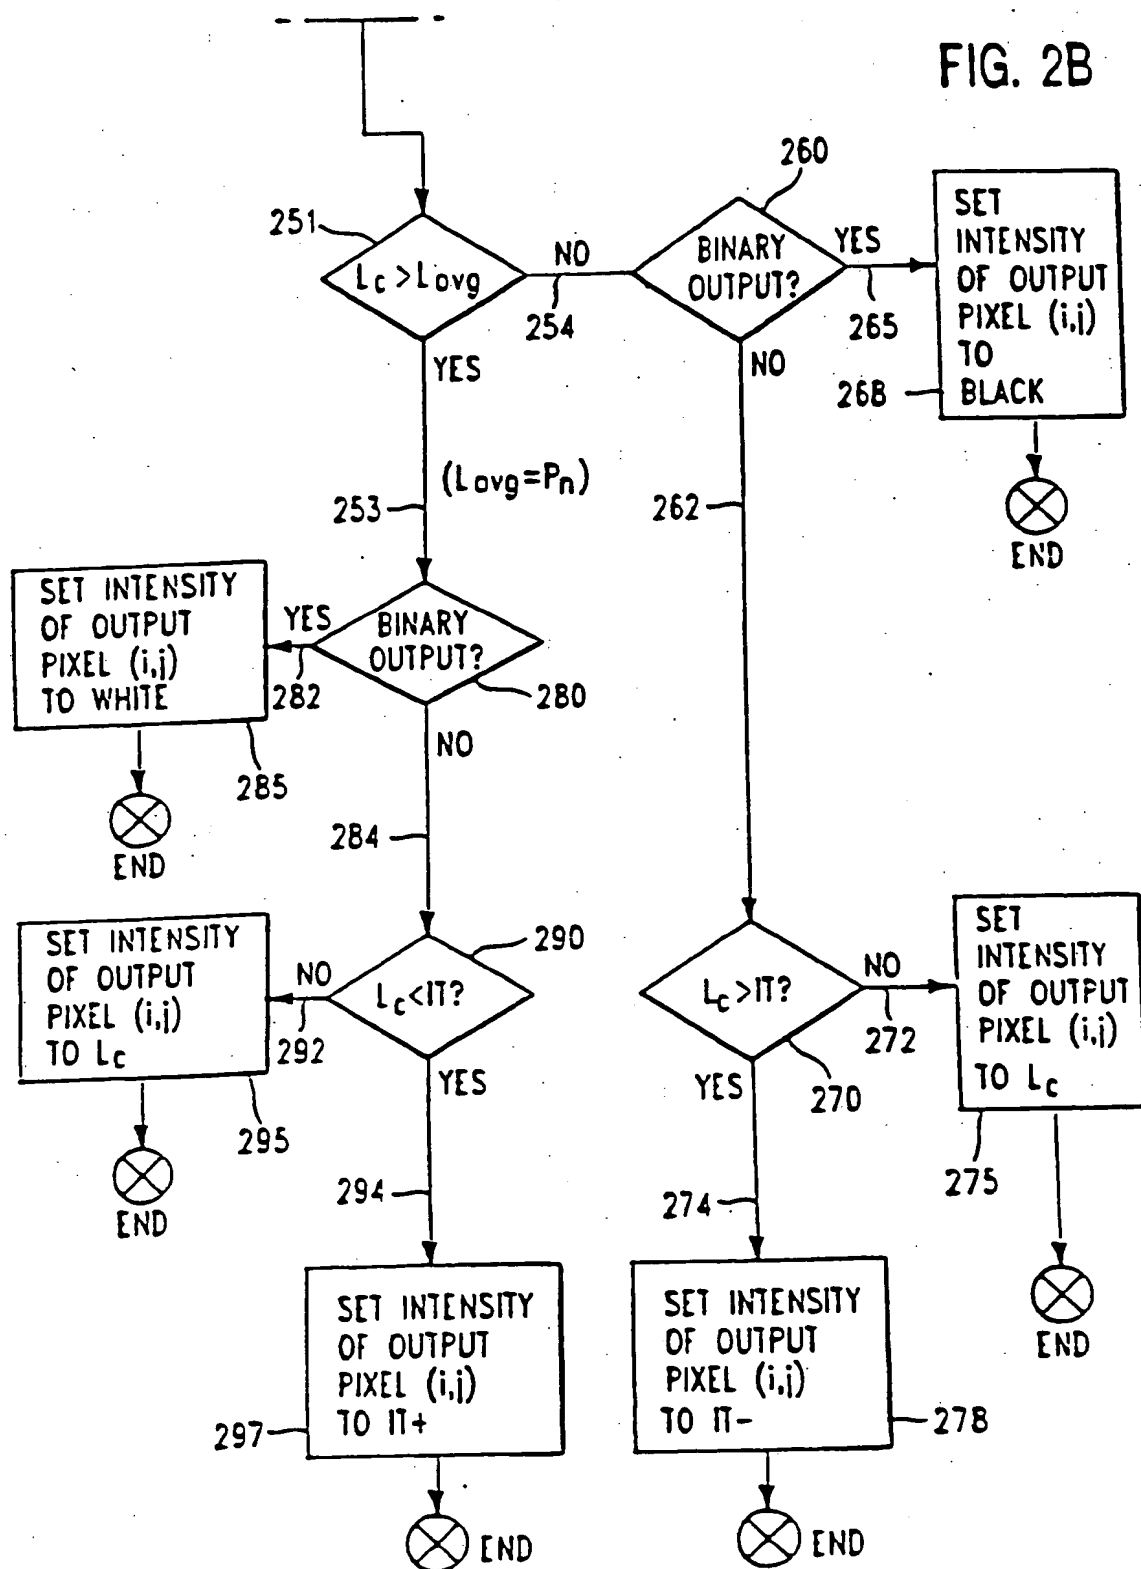 FIG. 2B
260
251
Lc>Lavg
NO
254
BINARY
OUTPUT?
YES
265
SET
INTENSITY
OF OUTPUT
PIXEL (i,j)
TO
BLACK
268
END
YES
NO
(Lavg=Pn)
253
262
SET INTENSITY
OF OUTPUT
PIXEL (i,j)
TO WHITE
YES
282
BINARY
OUTPUT?
280
285
END
NO
284
SET INTENSITY
OF OUTPUT
PIXEL (i,j)
TO Lc
NO
292
Lc<IT?
290
295
END
YES
294
Lc>IT?
NO
272
270
YES
274
SET
INTENSITY
OF OUTPUT
PIXEL (i,j)
TO Lc
275
END
SET INTENSITY
OF OUTPUT
PIXEL (i,j)
TO IT+
297
END
SET INTENSITY
OF OUTPUT
PIXEL (i,j)
TO IT-
278
END